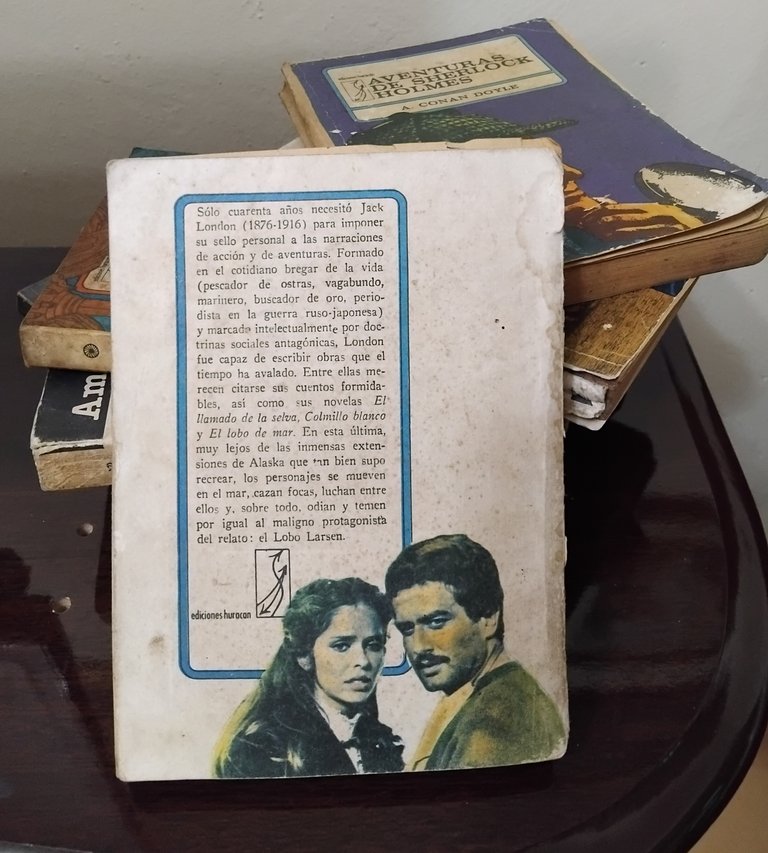 ediciones huracan
AVENTURAS
DE SHERLOCK
HOLMES
A. CONAN DOYLE
Am
Sólo cuarenta años necesitó Jack
London (1876-1916) para imponer
su sello personal a las narraciones
de acción y de aventuras. Formado
en el cotidiano bregar de la vida
(pescador de ostras, vagabundo,
marinero, buscador de oro, perio-
dista en la guerra ruso-japonesa)
y marcado intelectualmente por doc-
trinas sociales antagónicas, London
fue capaz de escribir obras que el
tiempo ha avalado. Entre ellas me-
recen citarse sus cuentos formida-
bles, así como sus novelas El
llamado de la selva, Colmillo blanco
y El lobo de mar. En esta última,
muy lejos de las inmensas exten-
siones de Alaska que tan bien supo
recrear, los personajes se mueven
en el mar, cazan focas, luchan entre
ellos y, sobre todo, odian y temen
por igual al maligno protagonista
del relato: el Lobo Larsen.
ediciones huracan